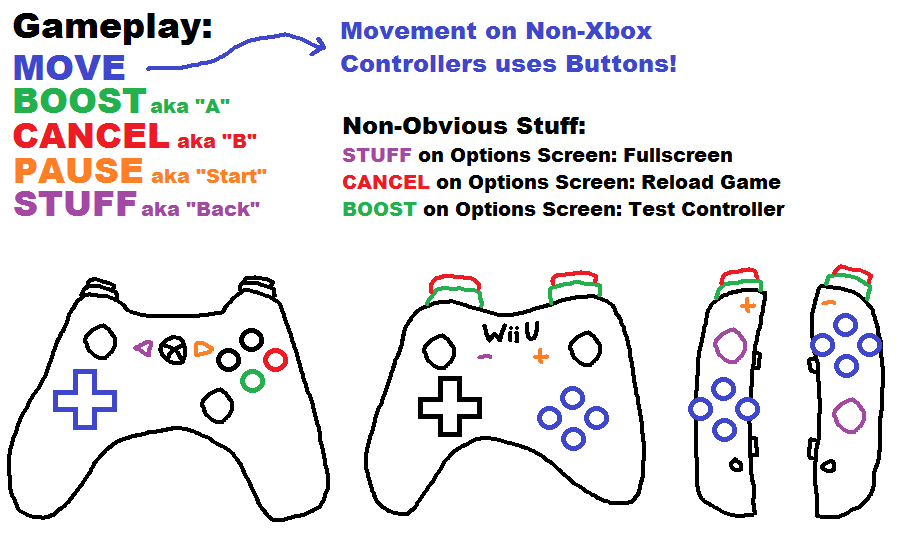 Gameplay:
MOVE
BOOST aka "A"
CANCEL aka "B"
PAUSE aka "Start"
STUFF aka "Back"
Movement on Non-Xbox
Controllers uses Buttons!
Non-Obvious Stuff:
STUFF on Options Screen: Fullscreen
CANCEL on Options Screen: Reload Game
BOOST on Options Screen: Test Controller
Wii U